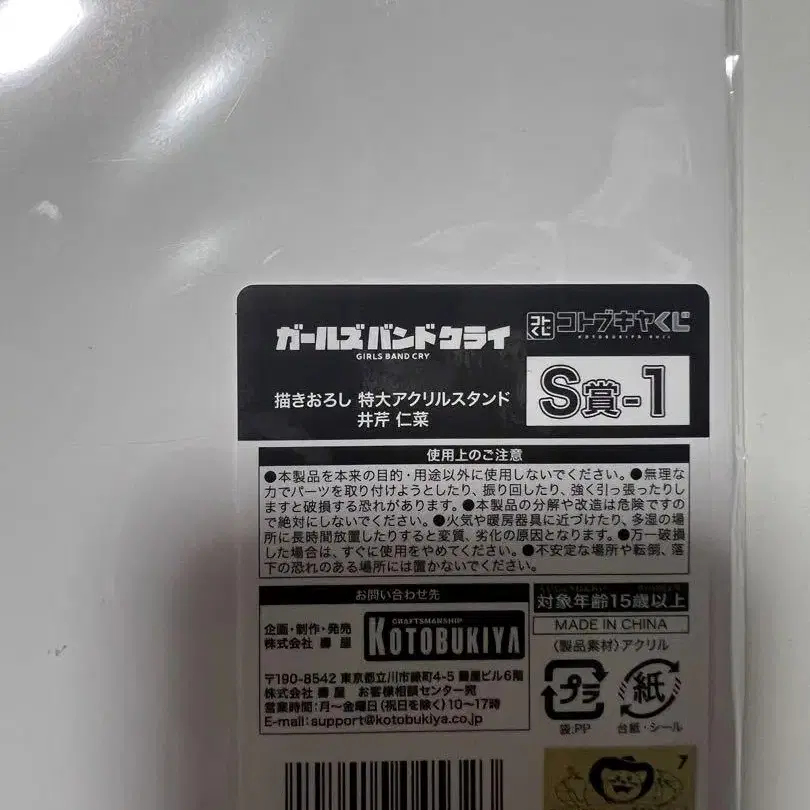 ガールズバンドクライ
GIRLS BAND CRY
コトくじ
コトブキヤくじ
KOTOBUKIYA KUJI
描きおろし 特大アクリルスタンド
井芹 仁菜
S賞-1
使用上のご注意
●本製品を本来の目的・用途以外に使用しないでください。●無理な
力でパーツを取り付けようとしたり、振り回したり、強く引っ張ったりし
ますと破損する恐れがあります。●本製品の分解や改造は危険ですの
で絶対にしないでください。●火気や暖房器具に近づけたり、多湿の場
所に長時間放置したりすると変質、劣化の原因となります。●万一破損
した場合は、すぐに使用をやめてください。●不安定な場所や転倒、落
下の恐れのある場所には置かないでください。
お問い合わせ先
企画・制作・発売
株式会社 壽屋
CRAFTSMANSHIP
KOTOBUKIYA
〒190-8542 東京都立川市緑町4-5 壽屋ビル6階
株式会社 壽屋 お客様相談センター宛
営業時間:月〜金曜日(祝日を除く)10〜17時
E-mail:support@kotobukiya.co.jp
対象年齢15歳以上
MADE IN CHINA
〈製品素材〉アクリル
プラ
袋.PP
紙
台紙・シール
7